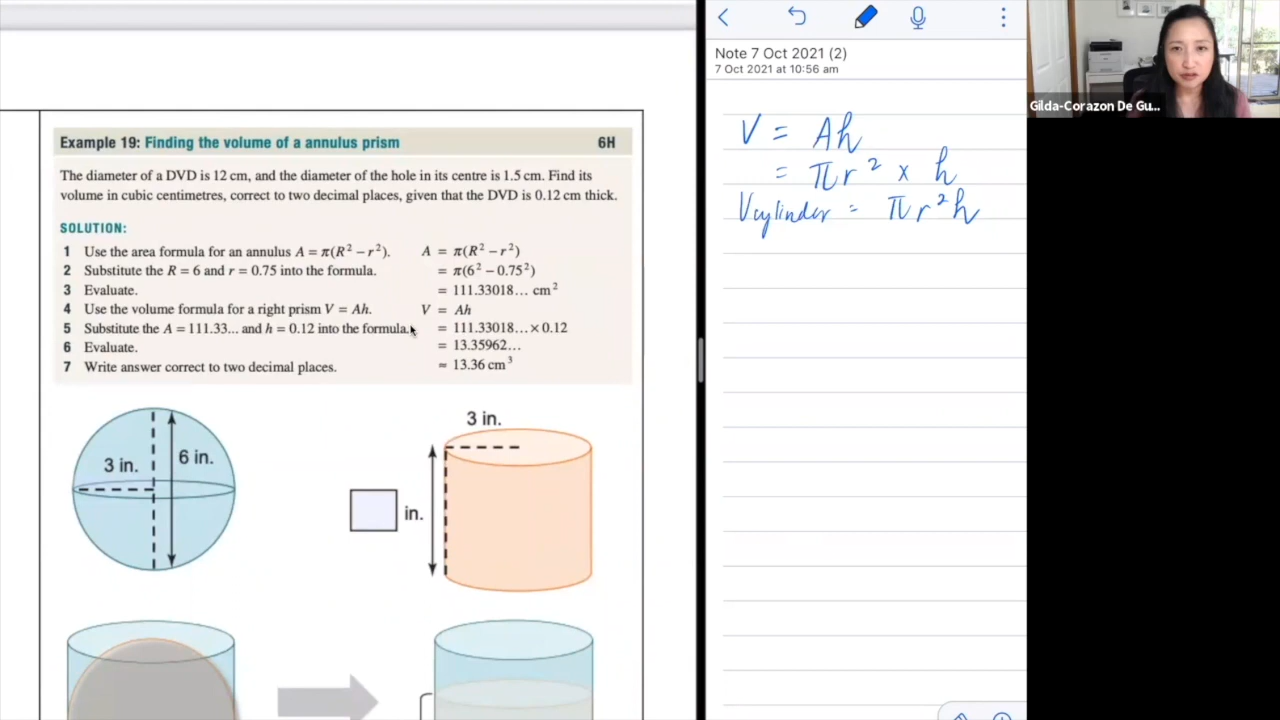 Example 19: Finding the volume of a annulus prism 6H
The diameter of a DVD is 12 cm, and the diameter of the hole in its centre is 1.5 cm. Find its
volume in cubic centimetres, correct to two decimal places, given that the DVD is 0.12 cm thick.
SOLUTION:
1 Use the area formula for an annulus A = π(R² − r²).
2 Substitute the R = 6 and r = 0.75 into the formula.
3 Evaluate.
4 Use the volume formula for a right prism V = Ah.
5 Substitute the A = 111.33... and h = 0.12 into the formula.
6 Evaluate.
7 Write answer correct to two decimal places.
A = π(R² − r²)
= π(6² − 0.75²)
= 111.33018... cm²
V = Ah
= 111.33018... × 0.12
= 13.35962...
≈ 13.36 cm³
3 in.
6 in.
3 in.
in.
Note 7 Oct 2021 (2)
7 Oct 2021 at 10:56 am
V = Ah
= πr² × h
Vcylinder = πr²h
Gilda-Corazon De Gu...